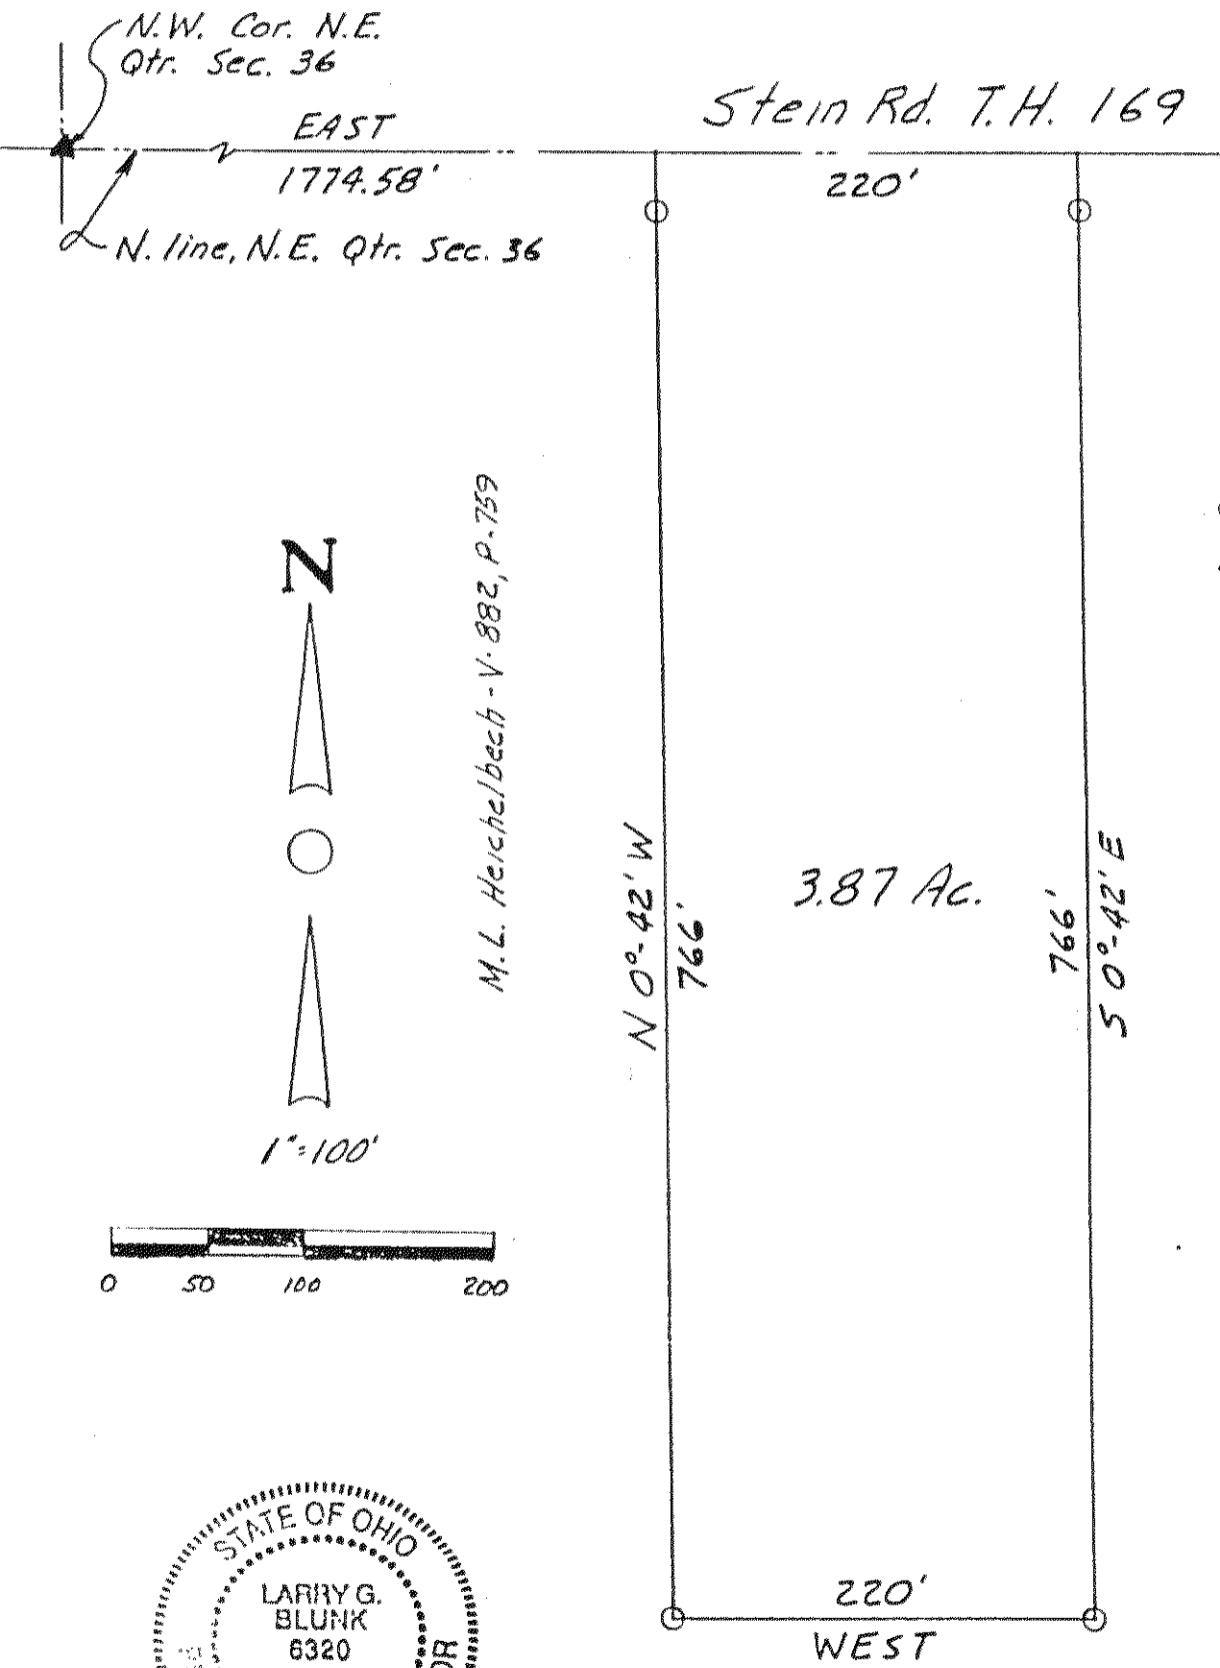 N.W. Cor. N.E.
Qtr. Sec. 36
Stein Rd. T.H. 169
EAST
1774.58'
220'
N. line, N.E. Qtr. Sec. 36
N
M.L. Heichelbech - V. 882, P. 759
N 0°-42' W
766'
3.87 Ac.
766'
S 0°-42' E
1"=100'
0 50 100 200
STATE OF OHIO
LARRY G.
BLUNK
6320
220'
WEST